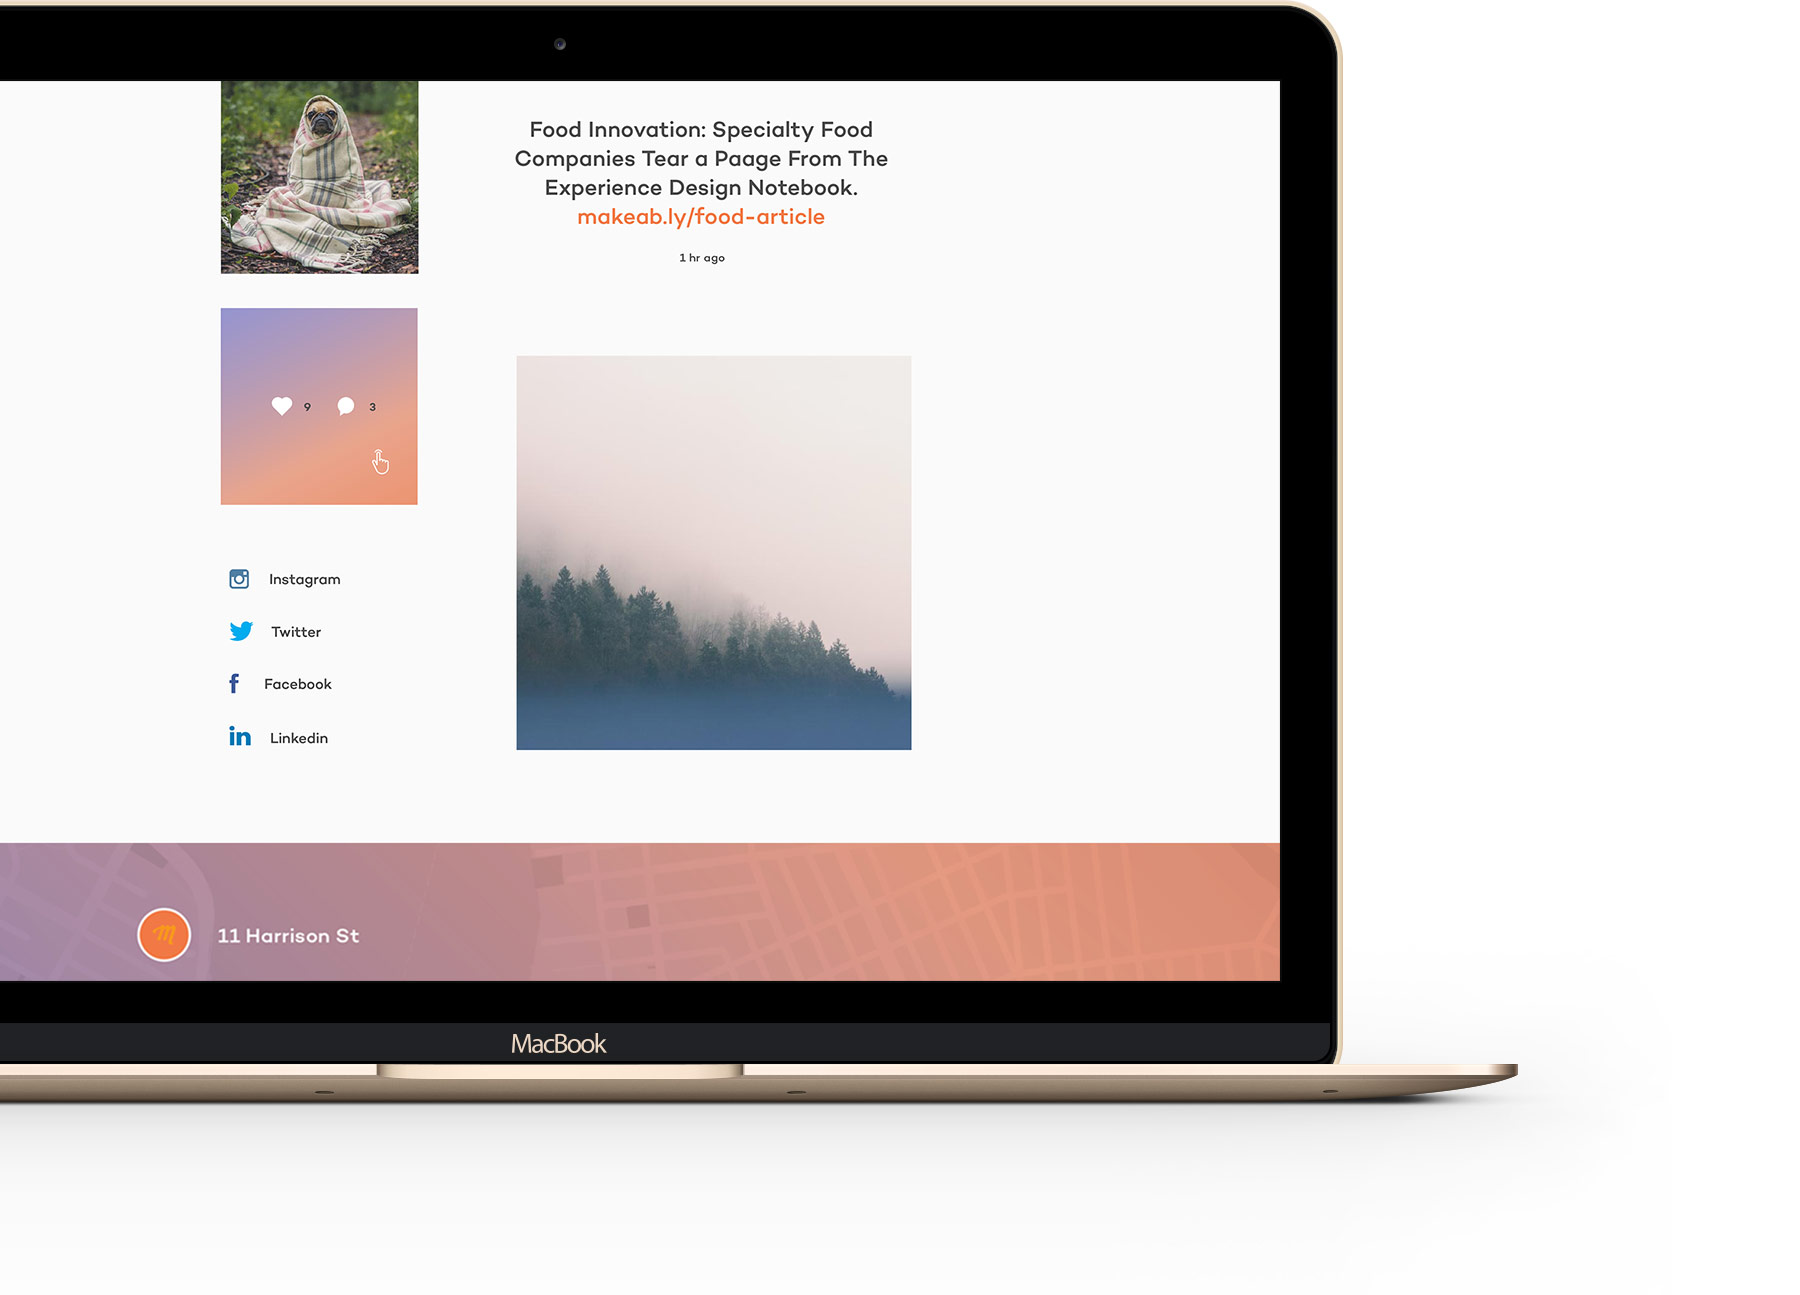 Food Innovation: Specialty Food
Companies Tear a Paage From The
Experience Design Notebook.
makeab.ly/food-article
1 hr ago
9 3
Instagram
Twitter
Facebook
Linkedin
m
11 Harrison St
MacBook